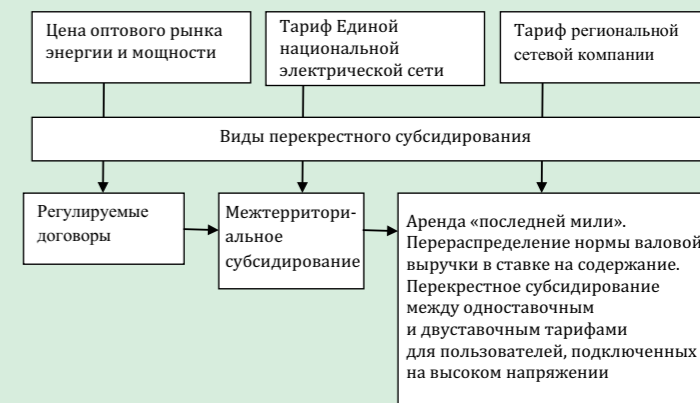 Цена оптового рынка
энергии и мощности
Тариф Единой
национальной
электрической сети
Тариф региональной
сетевой компании
Виды перекрестного субсидирования
Регулируемые
договоры
Межтерритори-
альное
субсидирование
Аренда «последней мили».
Перераспределение нормы валовой
выручки в ставке на содержание.
Перекрестное субсидирование
между одноставочным
и двуставочным тарифами
для пользователей, подключенных
на высоком напряжении